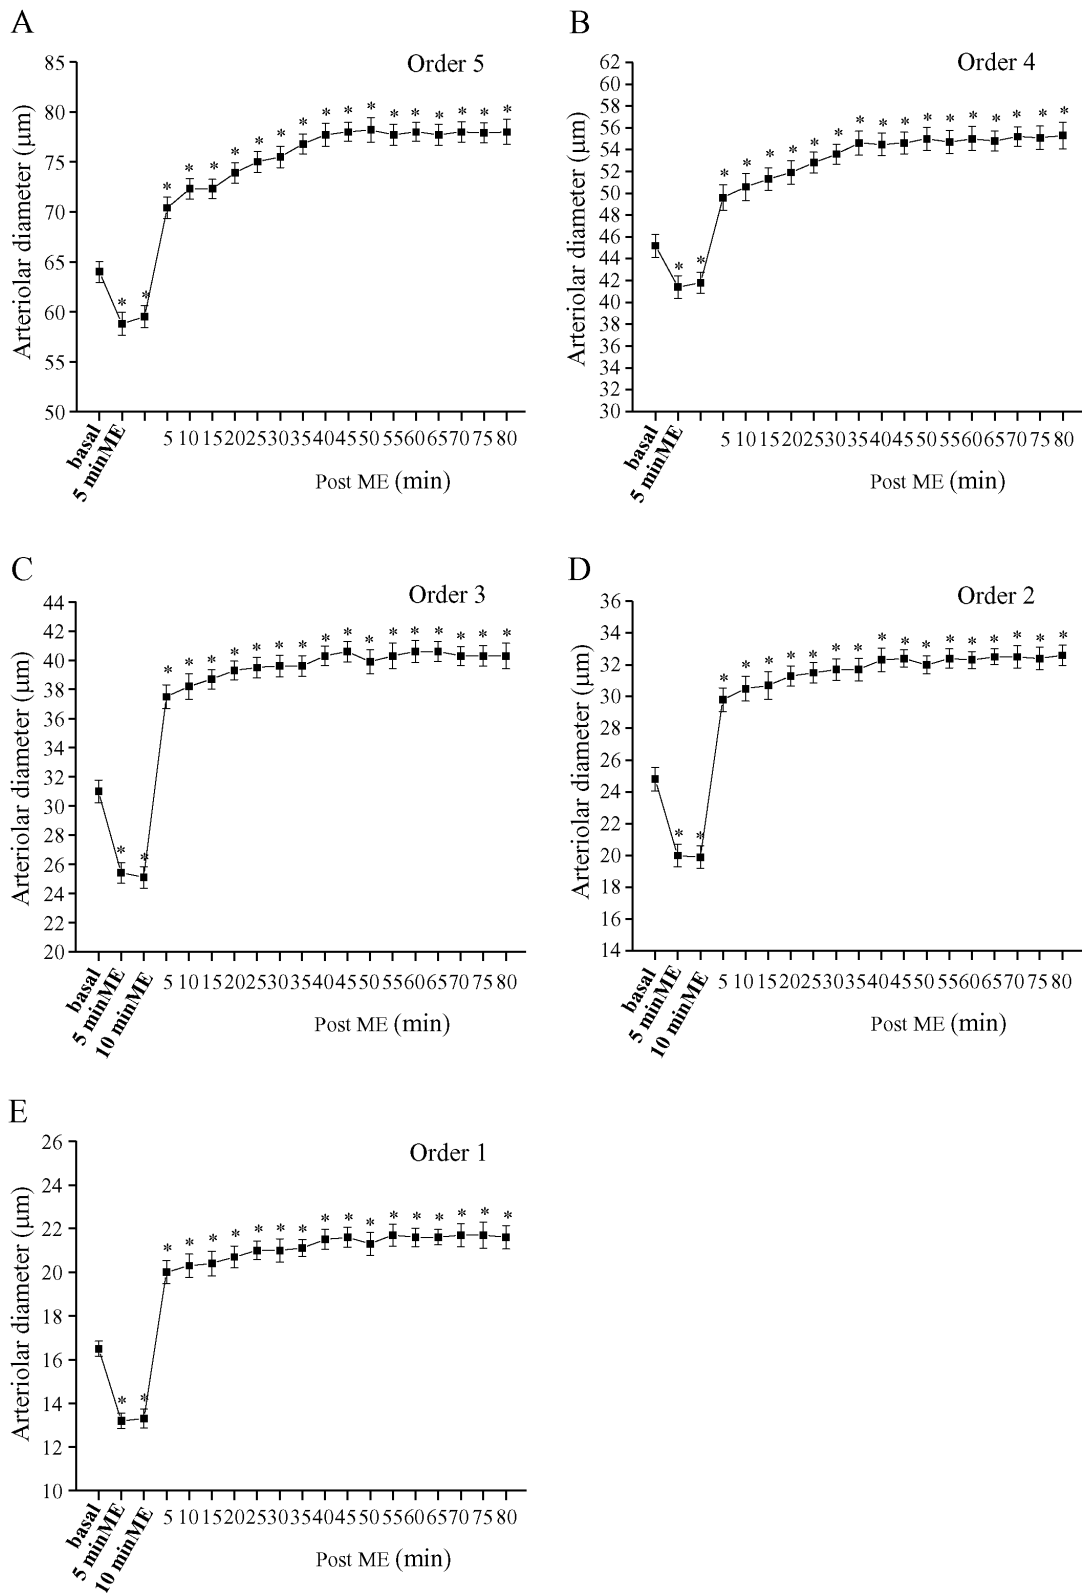 A
Order 5
Arteriolar diameter (µm)
85
80
75
70
65
60
55
50
* * * * * * * * * * * * * * * * * *
basal
5 minME
5 10 15 20 25 30 35 40 45 50 55 60 65 70 75 80
Post ME (min)
B
Order 4
Arteriolar diameter (µm)
62
60
58
56
54
52
50
48
46
44
42
40
38
36
34
32
30
* * * * * * * * * * * * * * * * * *
basal
5 minME
5 10 15 20 25 30 35 40 45 50 55 60 65 70 75 80
Post ME (min)
C
Order 3
Arteriolar diameter (µm)
44
42
40
38
36
34
32
30
28
26
24
22
20
* * * * * * * * * * * * * * * * * *
basal
5 minME
10 minME
5 10 15 20 25 30 35 40 45 50 55 60 65 70 75 80
Post ME (min)
D
Order 2
Arteriolar diameter (µm)
36
34
32
30
28
26
24
22
20
18
16
14
* * * * * * * * * * * * * * * * * *
basal
5 minME
10 minME
5 10 15 20 25 30 35 40 45 50 55 60 65 70 75 80
Post ME (min)
E
Order 1
Arteriolar diameter (µm)
26
24
22
20
18
16
14
12
10
* * * * * * * * * * * * * * * * * *
basal
5 minME
10 minME
5 10 15 20 25 30 35 40 45 50 55 60 65 70 75 80
Post ME (min)